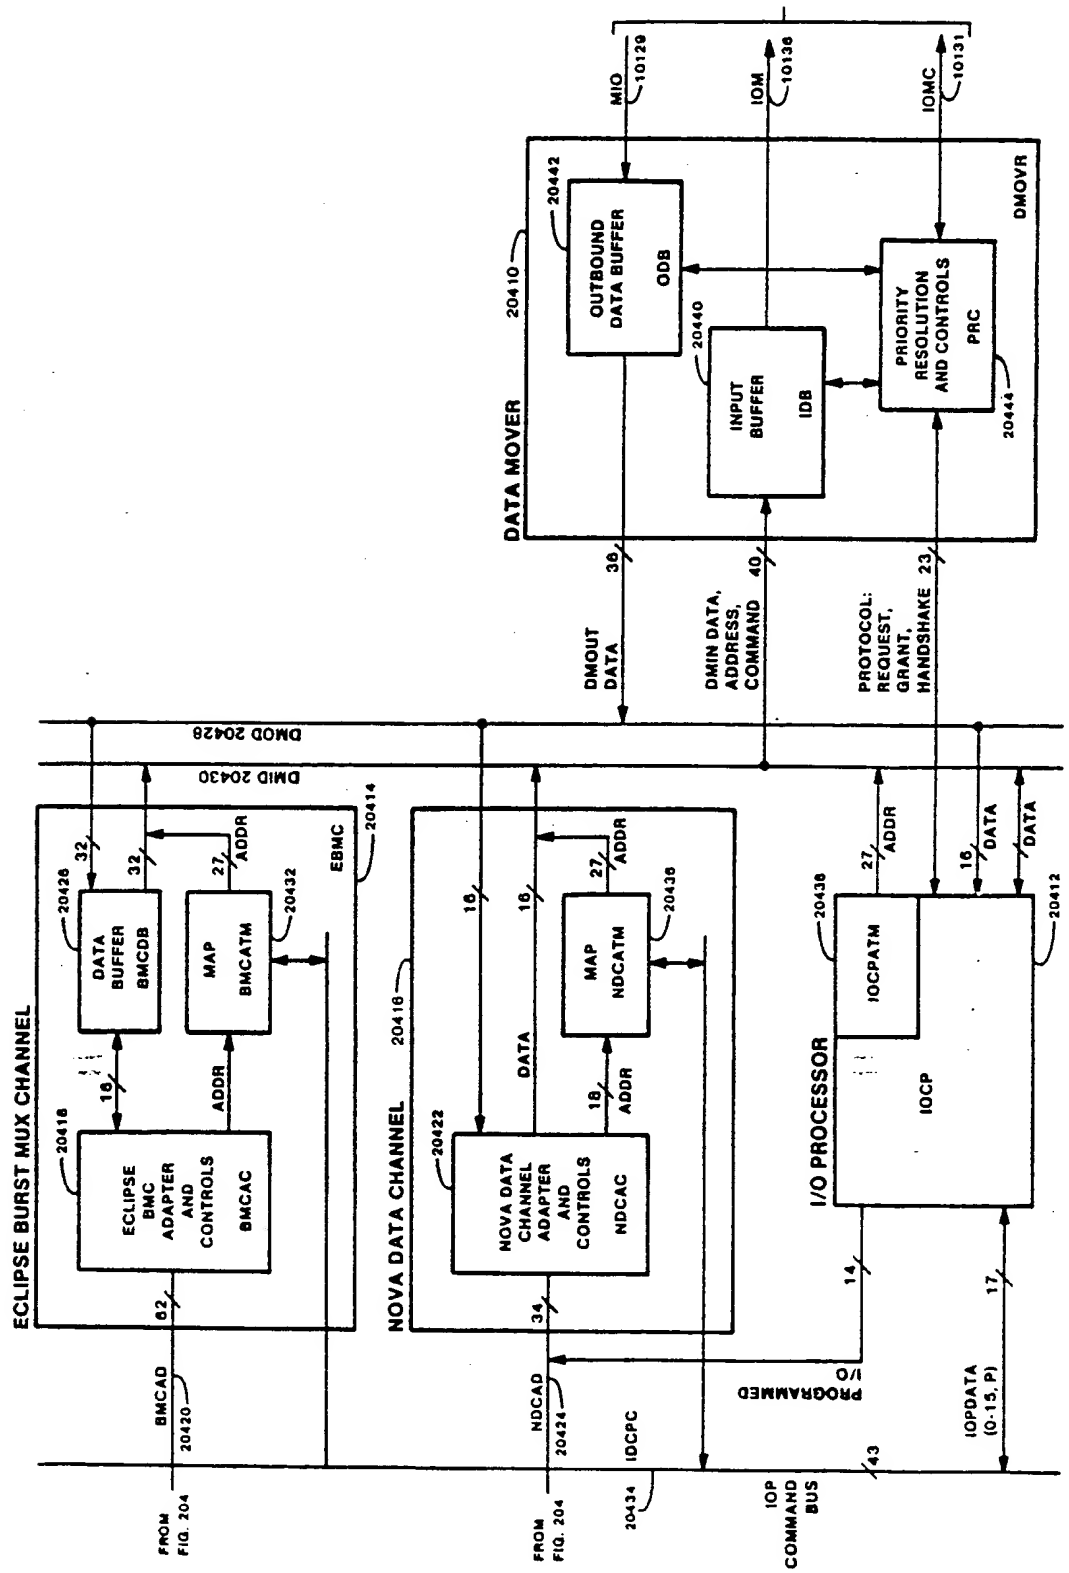 ECLIPSE BURST MUX CHANNEL
FROM
FIG. 204
BMCAD
20420
62
20418
ECLIPSE
BMC
ADAPTER
AND
CONTROLS
BMCAC
16
ADDR
20426
DATA
BUFFER
BMCDB
MAP
BMCATM
20432
32
32
27
ADDR
EBMC
20414
DMID 20430
DMOD 20428
NOVA DATA CHANNEL
20416
FROM
FIG. 204
NDCAD
20424
34
20422
NOVA DATA
CHANNEL
ADAPTER
AND
CONTROLS
NDCAC
DATA
18
ADDR
MAP
NDCATM
20436
16
16
27
ADDR
IDCPC
20434
IOP
COMMAND
BUS
43
PROGRAMMED
I/O
14
IOPDATA
(0-15, P)
17
I/O PROCESSOR
IOCP
IOCPATM
20438
20412
27
ADDR
16
DATA
DATA
DMOUT
DATA
36
DMIN DATA,
ADDRESS,
COMMAND
40
PROTOCOL:
REQUEST,
GRANT,
HANDSHAKE
23
DATA MOVER
20410
OUTBOUND
DATA BUFFER
ODB
20442
INPUT
BUFFER
IDB
20440
PRIORITY
RESOLUTION
AND CONTROLS
PRC
20444
DMOVR
MIO
10129
IOM
10136
IOMC
10131